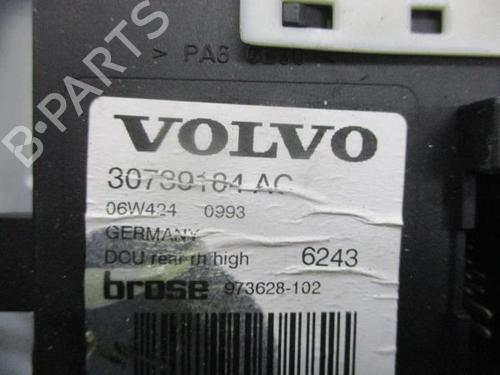 B-PARTS
> PA6
VOLVO
30739184 AC
06W424 0993
GERMANY
DCU rear rh high 6243
brose 973628-102